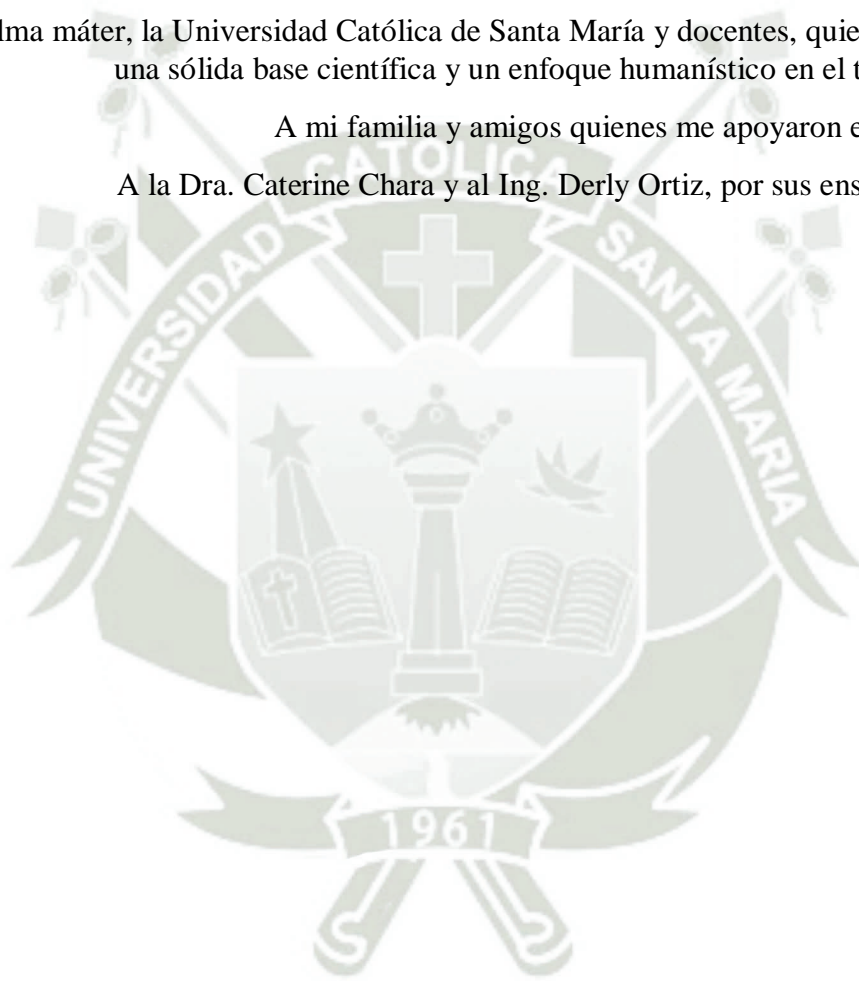 lma máter, la Universidad Católica de Santa María y docentes, quie
una sólida base científica y un enfoque humanístico en el t
A mi familia y amigos quienes me apoyaron e
A la Dra. Caterine Chara y al Ing. Derly Ortiz, por sus ens
UNIVERSIDAD CATOLICA SANTA MARIA
1961